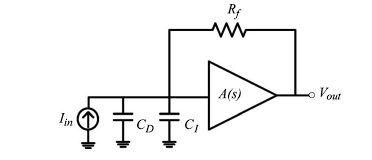 R_f
A(s)
V_out
I_in
C_D
C_I